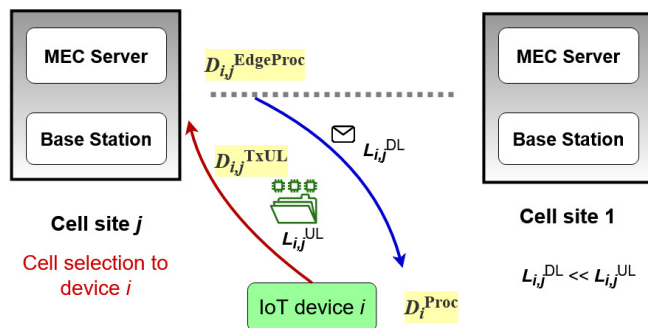 MEC Server
Base Station
Cell site j
Cell selection to
device i
D_{i,j}^{EdgeProc}
D_{i,j}^{TxUL}
L_{i,j}^{DL}
L_{i,j}^{UL}
IoT device i
D_i^{Proc}
MEC Server
Base Station
Cell site 1
L_{i,j}^{DL} << L_{i,j}^{UL}